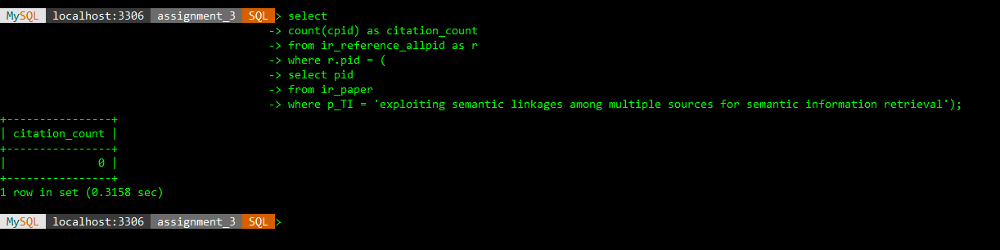 MySQL localhost:3306 assignment_3 SQL > select
-> count(cpid) as citation_count
-> from ir_reference_allpid as r
-> where r.pid = (
-> select pid
-> from ir_paper
-> where p_TI = 'exploiting semantic linkages among multiple sources for semantic information retrieval');
+----------------+
| citation_count |
+----------------+
| 0 |
+----------------+
1 row in set (0.3158 sec)
MySQL localhost:3306 assignment_3 SQL >